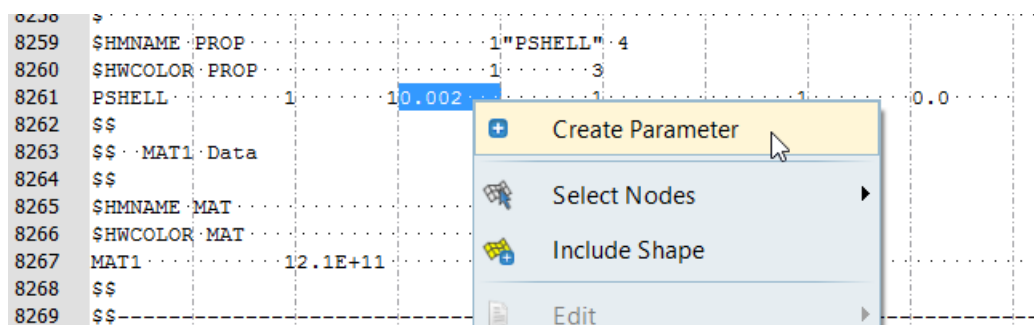 8258 $
8259 $HMNAME PROP 1"PSHELL" 4
8260 $HWCOLOR PROP 1 3
8261 PSHELL 1 10.002 1 1 0.0
8262 $$
8263 $$ MAT1 Data
8264 $$
8265 $HMNAME MAT
8266 $HWCOLOR MAT
8267 MAT1 12.1E+11
8268 $$
8269 $$--------------------------------------------------
Create Parameter
Select Nodes
Include Shape
Edit